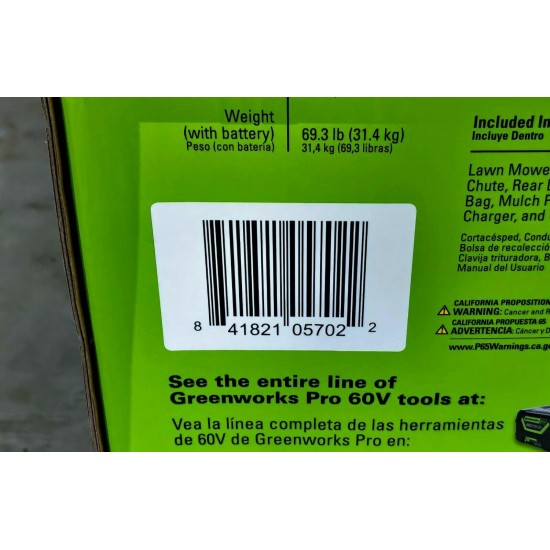 Weight
(with battery) 69.3 lb (31.4 kg)
Peso (con batería) 31,4 kg (69,3 libras)
8 41821 05702 2
See the entire line of
Greenworks Pro 60V tools at:
Vea la línea completa de las herramientas
de 60V de Greenworks Pro en:
Included In
Incluye Dentro
Lawn Mowe
Chute, Rear
Bag, Mulch
Charger, and
Cortacésped, Condu
Bolsa de recolecció
Clavija trituradora, B
Manual del Usuario
CALIFORNIA PROPOSITION
WARNING: Cancer and R
CALIFORNIA PROPUESTA 65
ADVERTENCIA: Cáncer y D
www.P65Warnings.ca.go